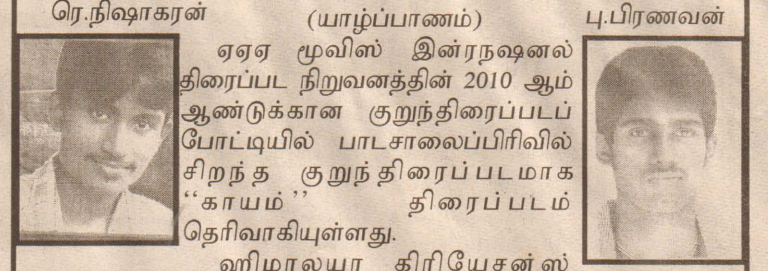 ரெ.நிஷாகரன்
(யாழ்ப்பாணம்)
பு.பிரணவன்
ஏஏஏ மூவிஸ் இன்ரநஷனல்
திரைப்பட நிறுவனத்தின் 2010 ஆம்
ஆண்டுக்கான குறுந்திரைப்படப்
போட்டியில் பாடசாலைப்பிரிவில்
சிறந்த குறுந்திரைப்படமாக
‘‘காயம்’’ திரைப்படம்
தெரிவாகியுள்ளது.
ஹிமாலயா கிரியேசன்ஸ்